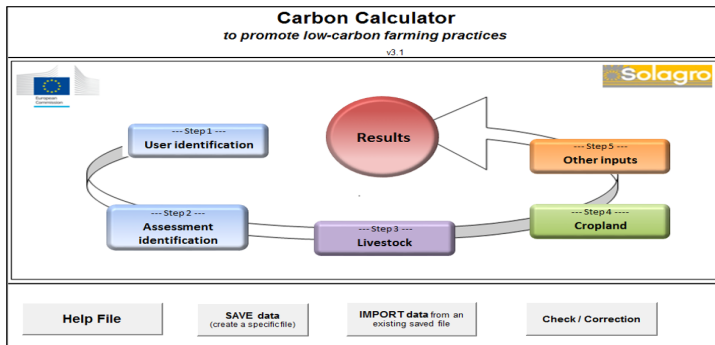 Carbon Calculator
to promote low-carbon farming practices
v3.1
European
Commission
Solagro
--- Step 1 ---
User identification
Results
--- Step 5 ---
Other inputs
--- Step 2 ---
Assessment
identification
--- Step 3 ---
Livestock
--- Step 4 ----
Cropland
Help File
SAVE data
(create a specific file)
IMPORT data from an
existing saved file
Check / Correction